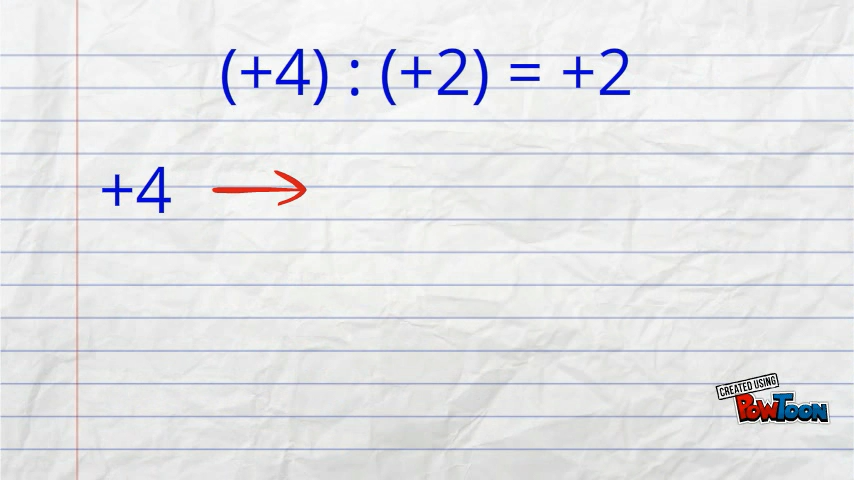 (+4) : (+2) = +2
+4 →
CREATED USING
POWTOON